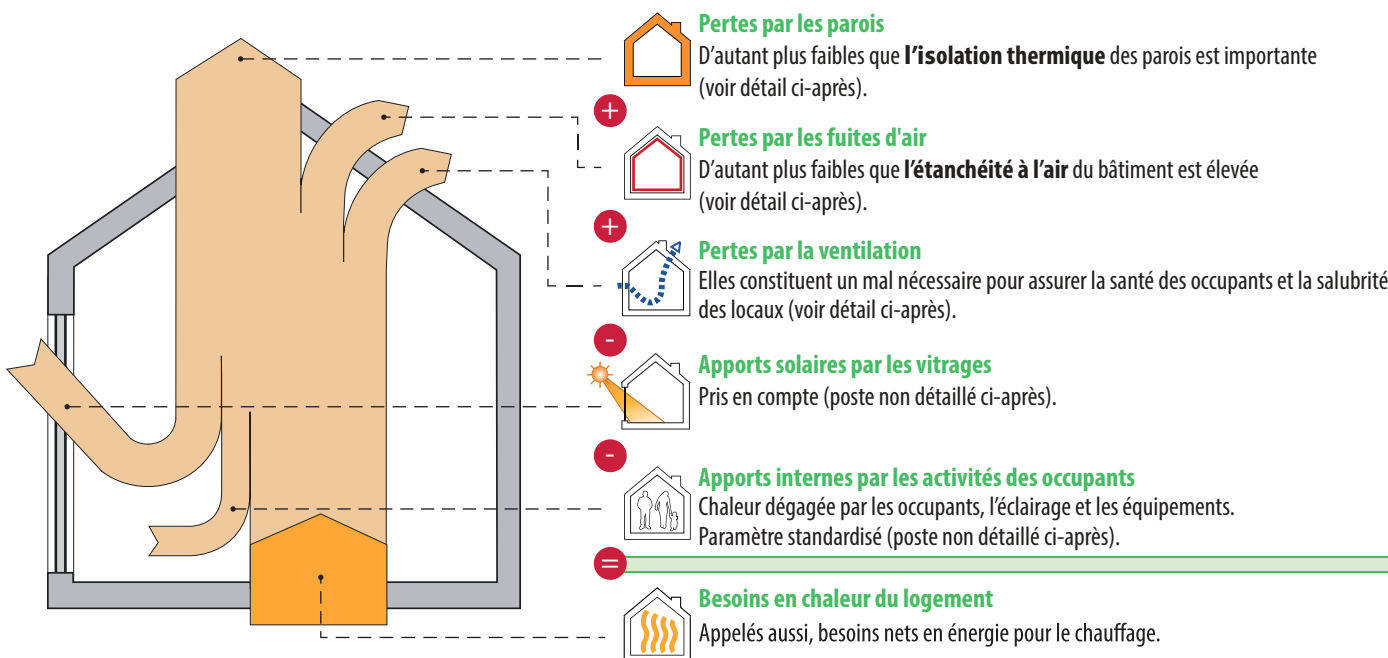 Pertes par les parois
D'autant plus faibles que l'isolation thermique des parois est importante
(voir détail ci-après).
+
Pertes par les fuites d'air
D'autant plus faibles que l'étanchéité à l'air du bâtiment est élevée
(voir détail ci-après).
+
Pertes par la ventilation
Elles constituent un mal nécessaire pour assurer la santé des occupants et la salubrité
des locaux (voir détail ci-après).
-
Apports solaires par les vitrages
Pris en compte (poste non détaillé ci-après).
-
Apports internes par les activités des occupants
Chaleur dégagée par les occupants, l'éclairage et les équipements.
Paramètre standardisé (poste non détaillé ci-après).
=
Besoins en chaleur du logement
Appelés aussi, besoins nets en énergie pour le chauffage.